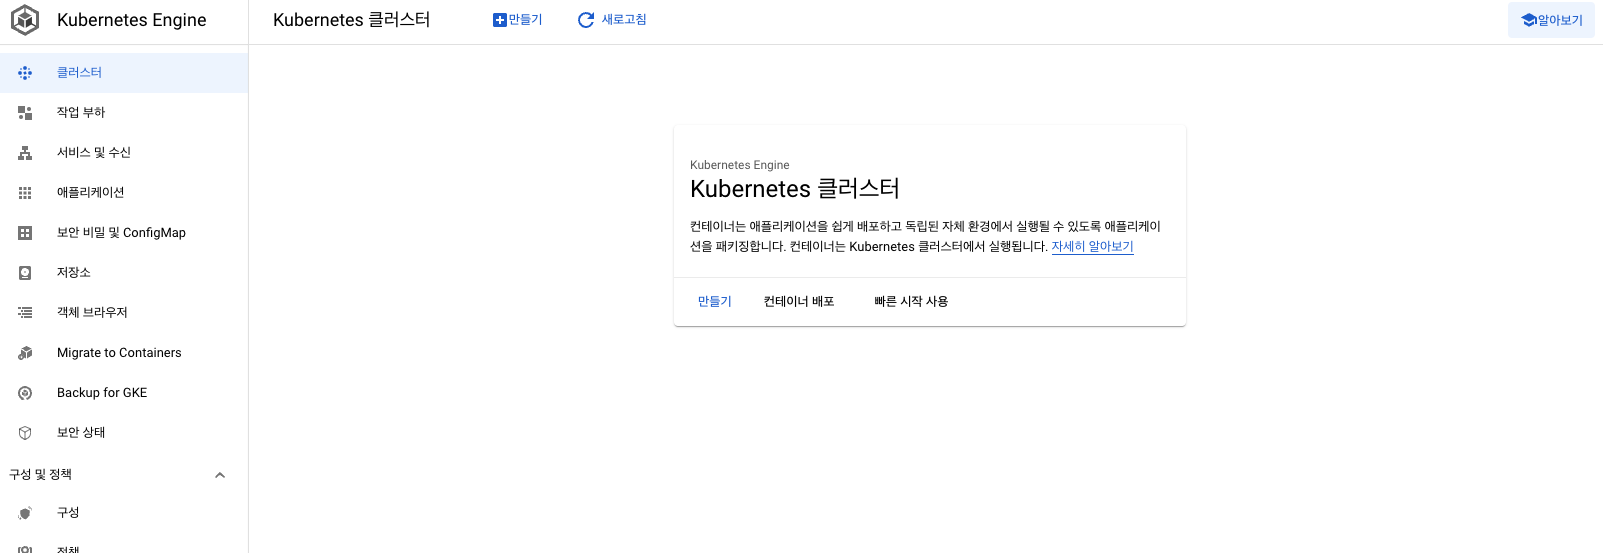 Kubernetes Engine
Kubernetes 클러스터
만들기
새로고침
알아보기
클러스터
작업 부하
서비스 및 수신
애플리케이션
보안 비밀 및 ConfigMap
저장소
객체 브라우저
Migrate to Containers
Backup for GKE
보안 상태
구성 및 정책
구성
정책
Kubernetes Engine
Kubernetes 클러스터
컨테이너는 애플리케이션을 쉽게 배포하고 독립된 자체 환경에서 실행될 수 있도록 애플리케이
션을 패키징합니다. 컨테이너는 Kubernetes 클러스터에서 실행됩니다. 자세히 알아보기
만들기
컨테이너 배포
빠른 시작 사용